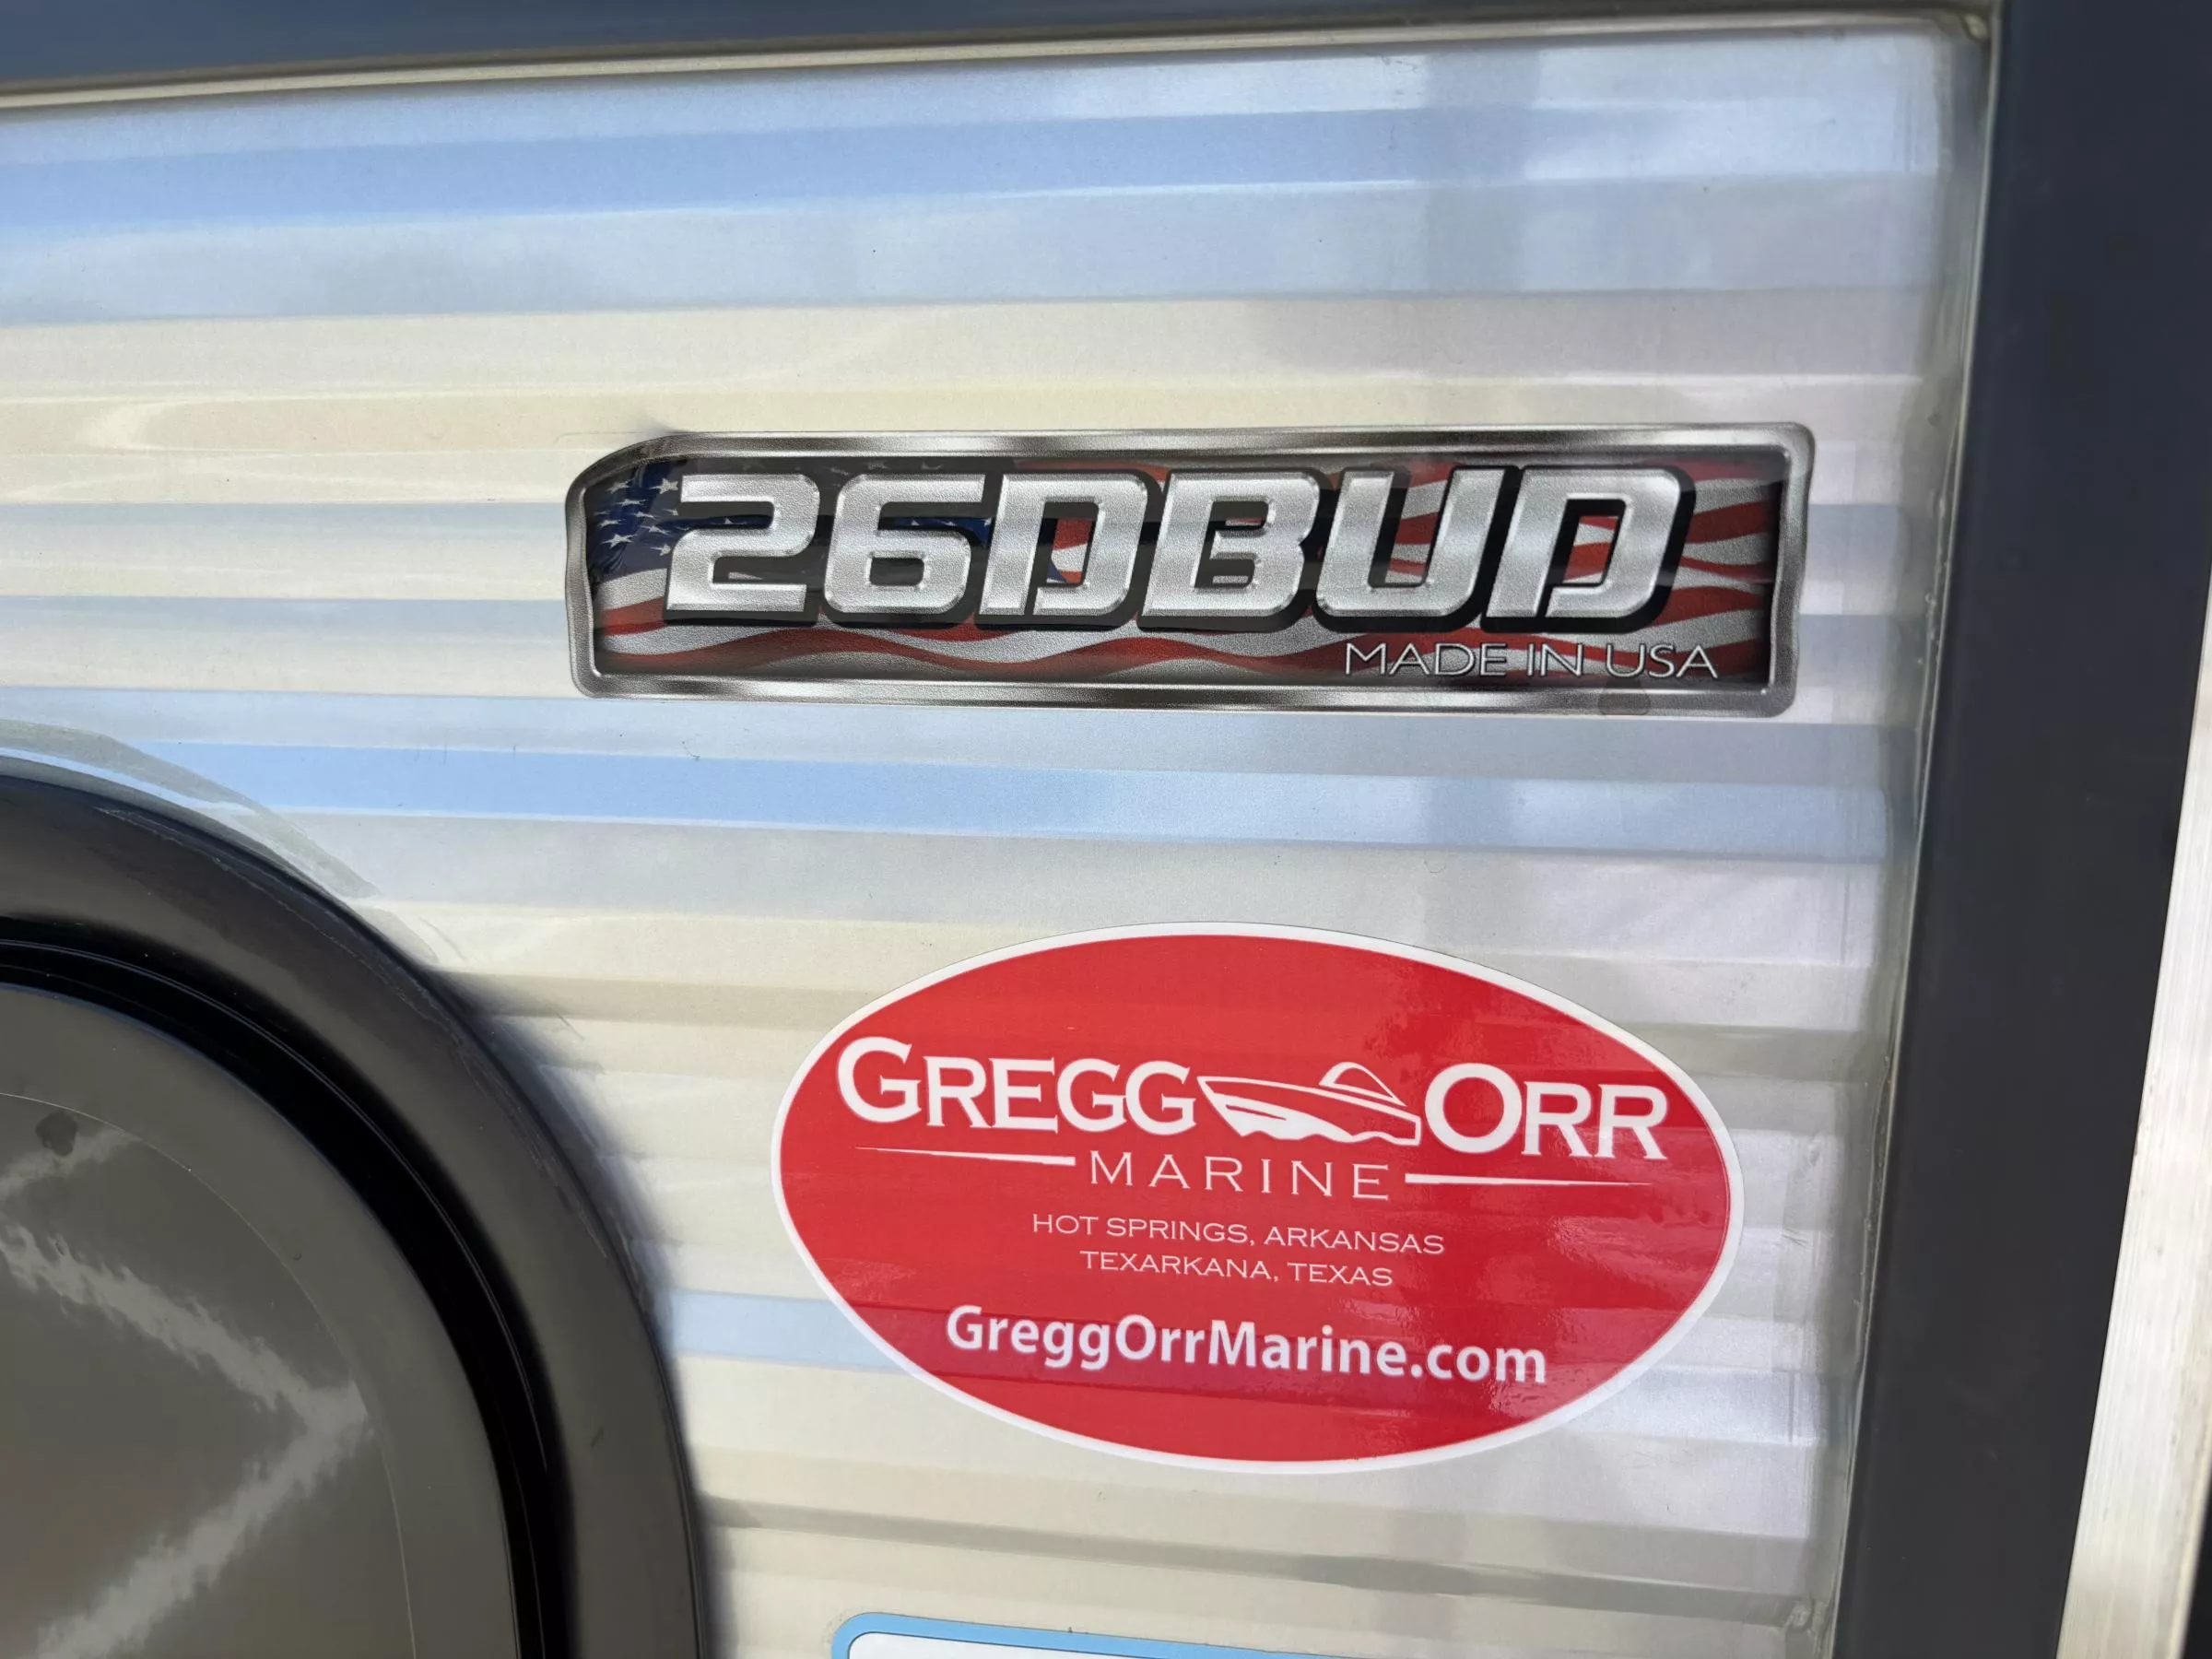 26DBUD
MADE IN USA
GREGG ORR
MARINE
HOT SPRINGS, ARKANSAS
TEXARKANA, TEXAS
GreggOrrMarine.com